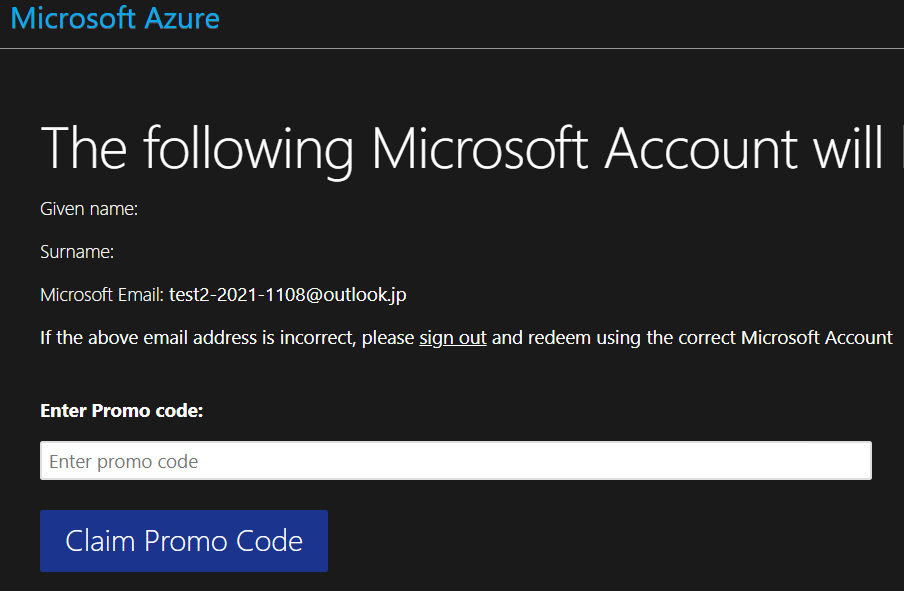 Microsoft Azure
The following Microsoft Account will
Given name:
Surname:
Microsoft Email: test2-2021-1108@outlook.jp
If the above email address is incorrect, please sign out and redeem using the correct Microsoft Account
Enter Promo code:
Enter promo code
Claim Promo Code